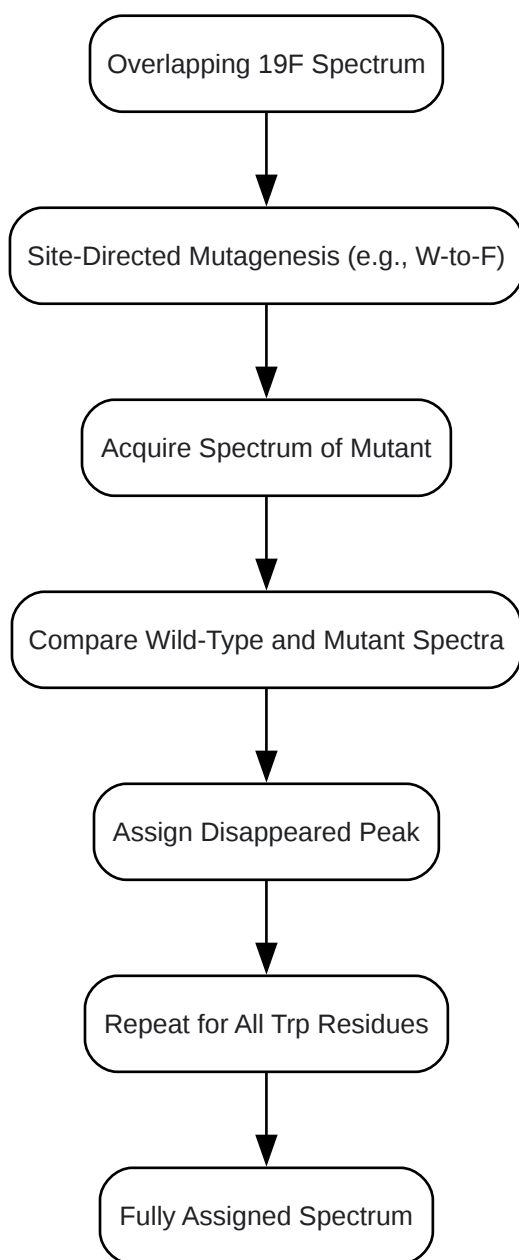 Overlapping 19F Spectrum
Site-Directed Mutagenesis (e.g., W-to-F)
Acquire Spectrum of Mutant
Compare Wild-Type and Mutant Spectra
Assign Disappeared Peak
Repeat for All Trp Residues
Fully Assigned Spectrum